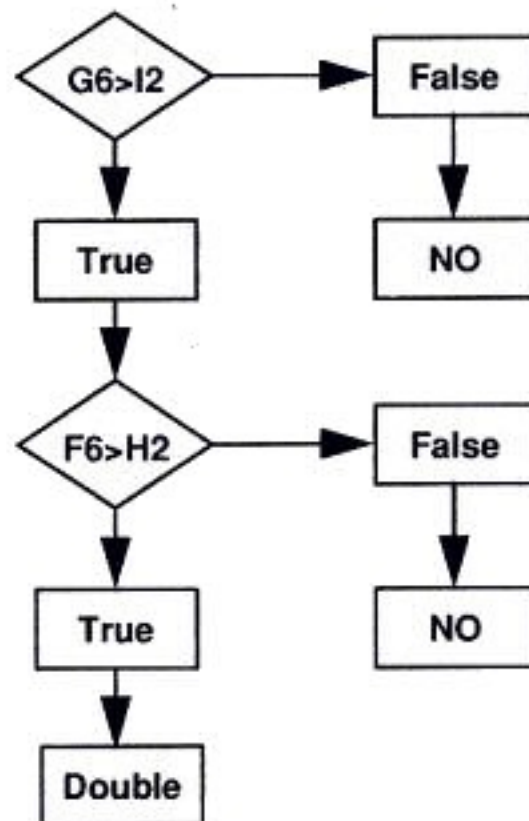 G6>I2
False
True
NO
F6>H2
False
True
NO
Double